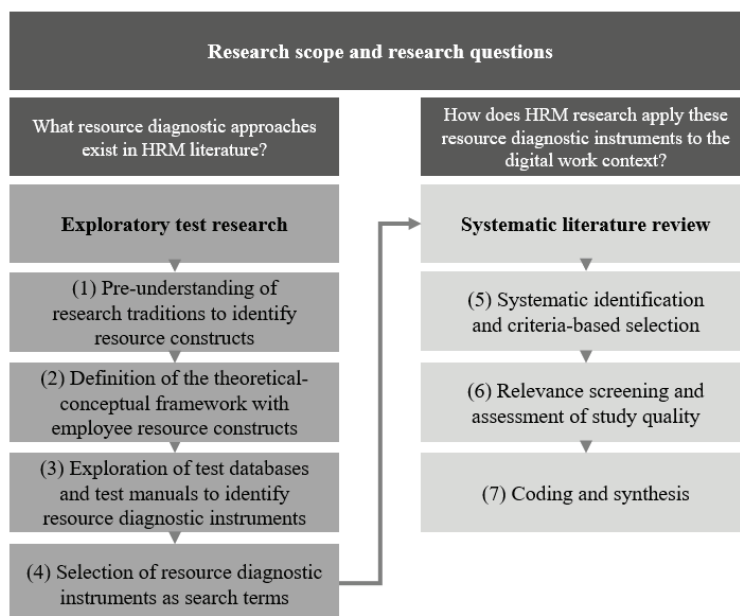 Research scope and research questions
What resource diagnostic approaches
exist in HRM literature?
Exploratory test research
(1) Pre-understanding of
research traditions to identify
resource constructs
(2) Definition of the theoretical-
conceptual framework with
employee resource constructs
(3) Exploration of test databases
and test manuals to identify
resource diagnostic instruments
(4) Selection of resource diagnostic
instruments as search terms
How does HRM research apply these
resource diagnostic instruments to the
digital work context?
Systematic literature review
(5) Systematic identification
and criteria-based selection
(6) Relevance screening and
assessment of study quality
(7) Coding and synthesis